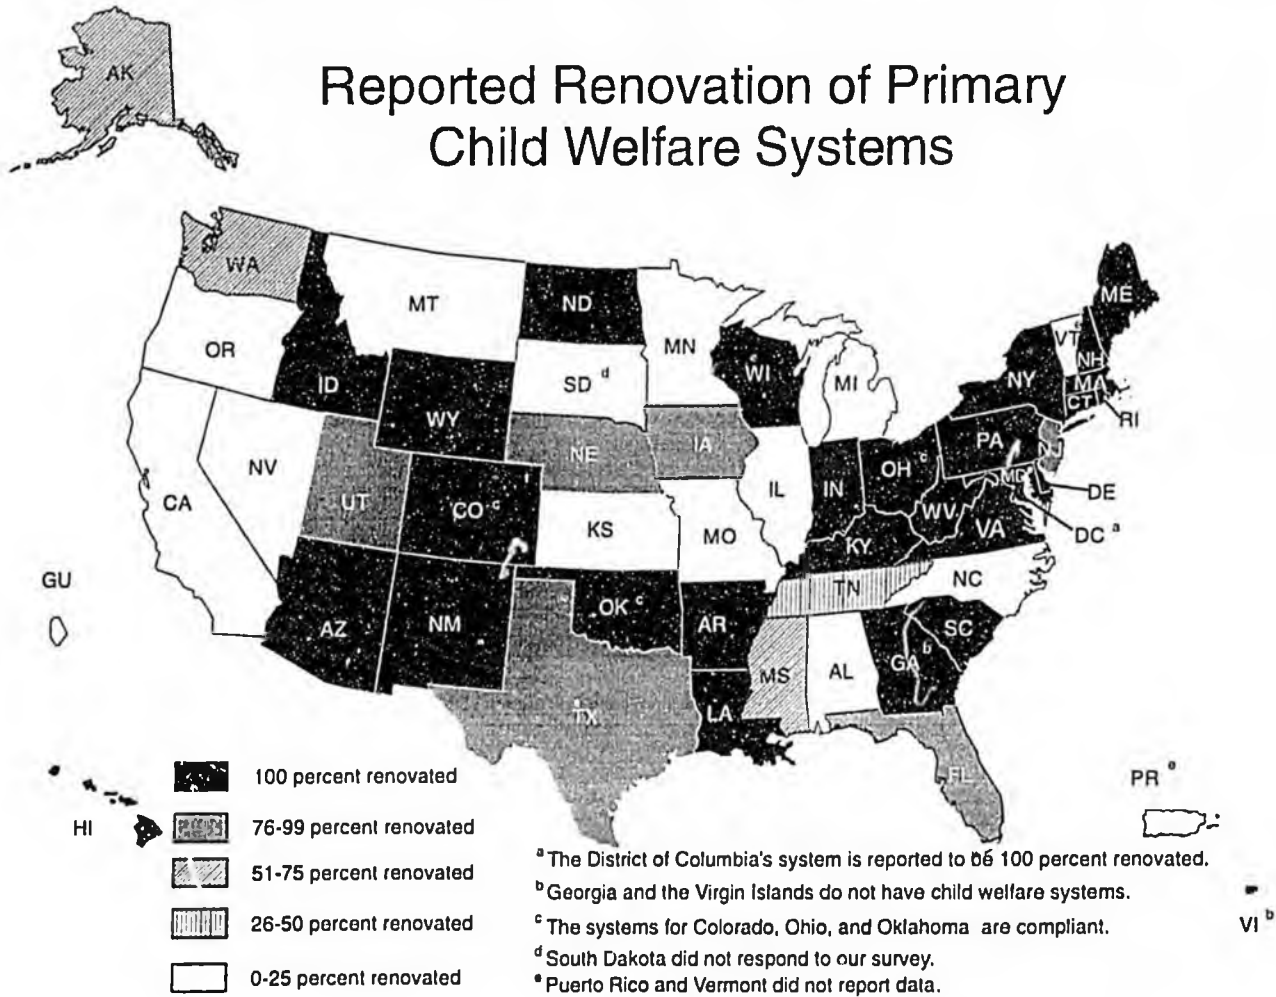 AK
Reported Renovation of Primary
Child Welfare Systems
WA
MT
ND
ME
OR
MN
VT e
ID
SD d
WI
MI
NH
NY
MA
WY
CT
RI
NV
NE
IA
PA
NJ
CA
UT
CO c
IL
IN
OH c
MD
DE
KS
MO
WV
VA
DC a
KY
GU
TN
NC
AZ
NM
OK c
AR
SC
MS
AL
GA b
TX
LA
FL
HI
PR e
VI b
100 percent renovated
76-99 percent renovated
51-75 percent renovated
26-50 percent renovated
0-25 percent renovated
a The District of Columbia's system is reported to be 100 percent renovated.
b Georgia and the Virgin Islands do not have child welfare systems.
c The systems for Colorado, Ohio, and Oklahoma are compliant.
d South Dakota did not respond to our survey.
e Puerto Rico and Vermont did not report data.